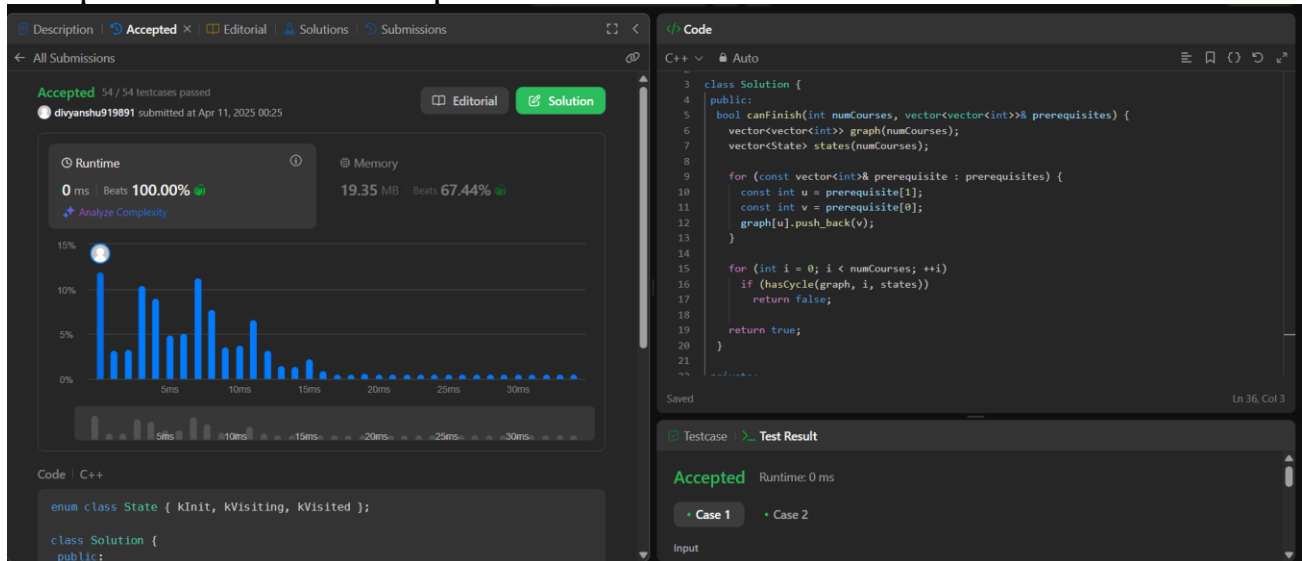 Description | Accepted × | Editorial | Solutions | Submissions
← All Submissions
Accepted 54 / 54 testcases passed
divyanshu919891 submitted at Apr 11, 2025 00:25
Editorial
Solution
Runtime
0 ms | Beats 100.00%
Analyze Complexity
Memory
19.35 MB | Beats 67.44%
15%
10%
5%
0%
5ms 10ms 15ms 20ms 25ms 30ms
5ms 10ms 15ms 20ms 25ms 30ms
Code | C++
enum class State { kInit, kVisiting, kVisited };
class Solution {
public:
</> Code
C++ Auto
3 class Solution {
4 public:
5 bool canFinish(int numCourses, vector<vector<int>>& prerequisites) {
6 vector<vector<int>> graph(numCourses);
7 vector<State> states(numCourses);
8
9 for (const vector<int>& prerequisite : prerequisites) {
10 const int u = prerequisite[1];
11 const int v = prerequisite[0];
12 graph[u].push_back(v);
13 }
14
15 for (int i = 0; i < numCourses; ++i)
16 if (hasCycle(graph, i, states))
17 return false;
18
19 return true;
20 }
21
Saved
Ln 36, Col 3
Testcase | >_ Test Result
Accepted Runtime: 0 ms
• Case 1 • Case 2
Input